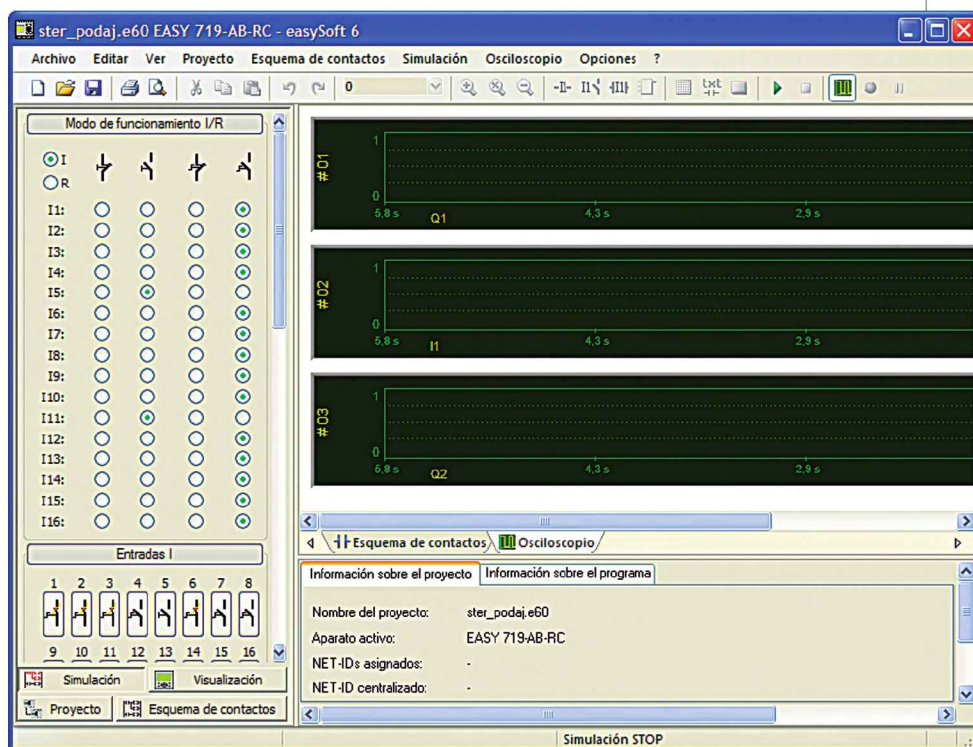 ster_podaj.e60 EASY 719-AB-RC - easySoft 6
Archivo Editar Ver Proyecto Esquema de contactos Simulación Osciloscopio Opciones ?
0
Modo de funcionamiento I/R
I
R
I1:
I2:
I3:
I4:
I5:
I6:
I7:
I8:
I9:
I10:
I11:
I12:
I13:
I14:
I15:
I16:
Entradas I
1 2 3 4 5 6 7 8
9 10 11 12 13 14 15 16
Simulación Visualización
Proyecto Esquema de contactos
#01
1
0
5,8 s Q1 4,3 s 2,9 s
#02
1
0
5,8 s I1 4,3 s 2,9 s
#03
1
0
5,8 s Q2 4,3 s 2,9 s
Esquema de contactos Osciloscopio
Información sobre el proyecto Información sobre el programa
Nombre del proyecto: ster_podaj.e60
Aparato activo: EASY 719-AB-RC
NET-IDs asignados: -
NET-ID centralizado: -
Simulación STOP